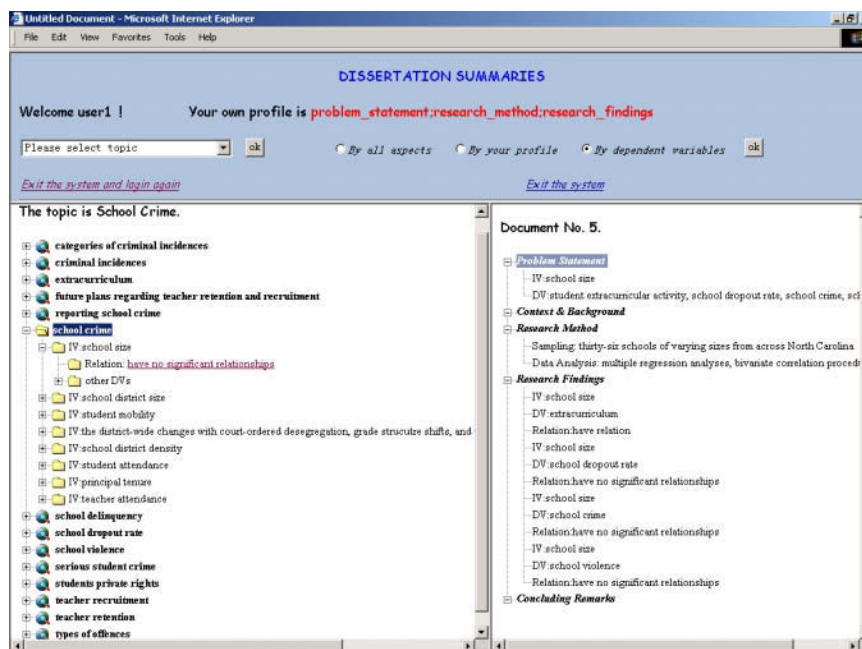 Untitled Document - Microsoft Internet Explorer
File Edit View Favorites Tools Help
DISSERTATION SUMMARIES
Welcome user1 ! Your own profile is problem_statement;research_method;research_findings
Please select topic ok By all aspects By your profile By dependent variables ok
Exit the system and login again Exit the system
The topic is School Crime.
categories of criminal incidences
criminal incidences
extracurriculum
future plans regarding teacher retention and recruitment
reporting school crime
school crime
IV:school size
Relation: have no significant relationships
other DVs
IV:school district size
IV:student mobility
IV:the district-wide changes with court-ordered desegregation, grade strucutre shifts, and
IV:school district density
IV:student attendance
IV:principal tenure
IV:teacher attendance
school delinquency
school dropout rate
school violence
serious student crime
students private rights
teacher recruitment
teacher retention
types of offences
Document No. 5.
Problem Statement
IV:school size
DV:student extracurricular activity, school dropout rate, school crime, scl
Context & Background
Research Method
Sampling: thirty-six schools of varying sizes from across North Carolina
Data Analysis: multiple regression analyses, bivariate correlation proced
Research Findings
IV:school size
DV:extracurriculum
Relation:have relation
IV:school size
DV:school dropout rate
Relation:have no significant relationships
IV:school size
DV:school crime
Relation:have no significant relationships
IV:school size
DV:school violence
Relation:have no significant relationships
Concluding Remarks